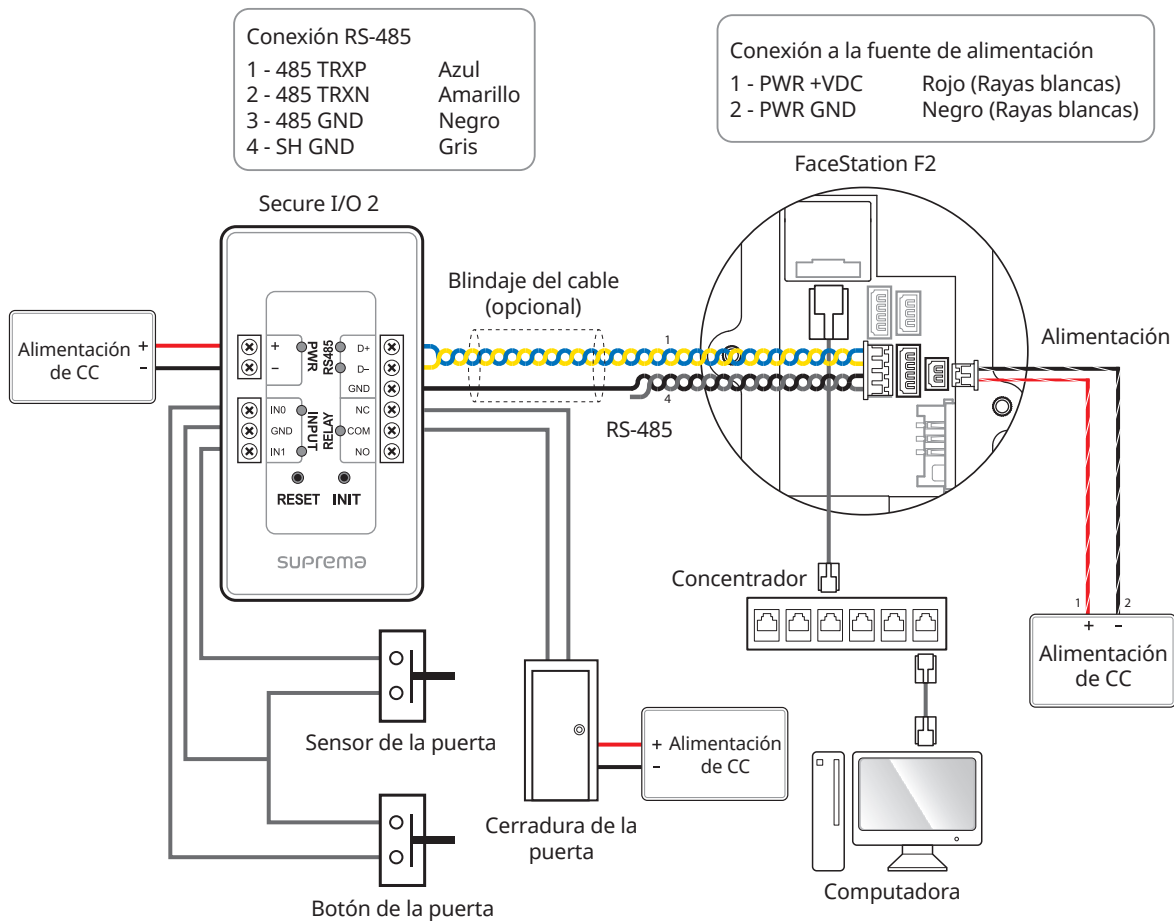 Conexión RS-485
1 - 485 TRXP Azul
2 - 485 TRXN Amarillo
3 - 485 GND Negro
4 - SH GND Gris
Conexión a la fuente de alimentación
1 - PWR +VDC Rojo (Rayas blancas)
2 - PWR GND Negro (Rayas blancas)
FaceStation F2
Secure I/O 2
Blindaje del cable
(opcional)
Alimentación
de CC
+
-
+
-
PWR
RS485
D+
D-
GND
IN0
GND
IN1
INPUT
RELAY
NC
COM
NO
RESET INIT
suprema
1
4
RS-485
Alimentación
Concentrador
1
2
+ -
Alimentación
de CC
Sensor de la puerta
Botón de la puerta
Cerradura de la
puerta
+ Alimentación
- de CC
Computadora